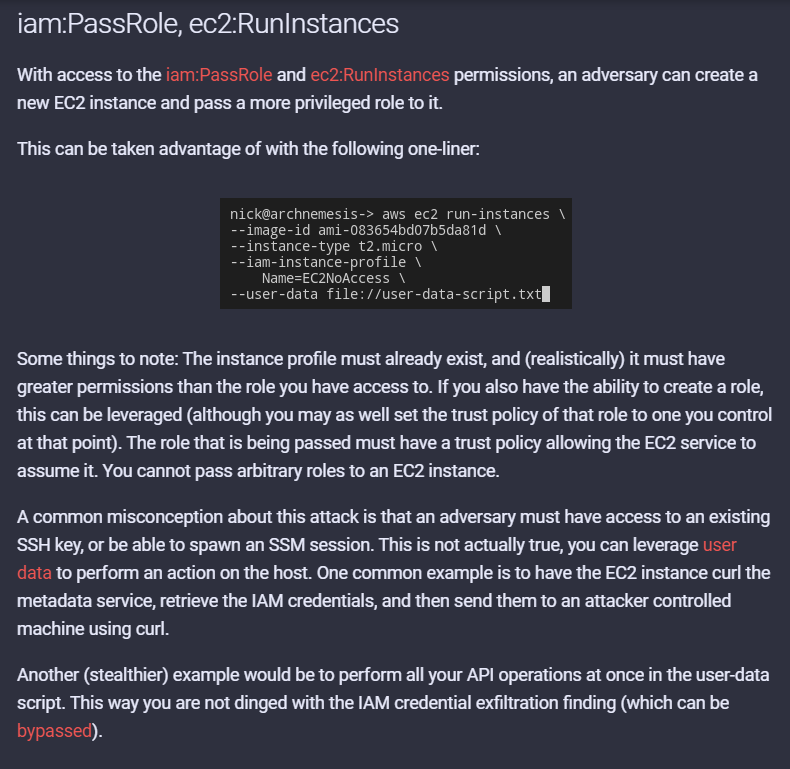 iam:PassRole, ec2:RunInstances
With access to the iam:PassRole and ec2:RunInstances permissions, an adversary can create a
new EC2 instance and pass a more privileged role to it.
This can be taken advantage of with the following one-liner:
nick@archnemesis-> aws ec2 run-instances \
--image-id ami-083654bd07b5da81d \
--instance-type t2.micro \
--iam-instance-profile \
Name=EC2NoAccess \
--user-data file://user-data-script.txt
Some things to note: The instance profile must already exist, and (realistically) it must have
greater permissions than the role you have access to. If you also have the ability to create a role,
this can be leveraged (although you may as well set the trust policy of that role to one you control
at that point). The role that is being passed must have a trust policy allowing the EC2 service to
assume it. You cannot pass arbitrary roles to an EC2 instance.
A common misconception about this attack is that an adversary must have access to an existing
SSH key, or be able to spawn an SSM session. This is not actually true, you can leverage user
data to perform an action on the host. One common example is to have the EC2 instance curl the
metadata service, retrieve the IAM credentials, and then send them to an attacker controlled
machine using curl.
Another (stealthier) example would be to perform all your API operations at once in the user-data
script. This way you are not dinged with the IAM credential exfiltration finding (which can be
bypassed).